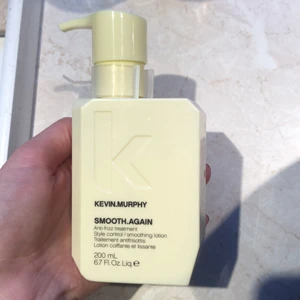 KEVIN.MURPHY
SMOOTH.AGAIN
Anti-frizz treatment
Style control / smoothing lotion
Traitement antifrisottis
Lotion coiffante et lissante
200 mL
6.7 Fl.Oz.Liq.℮